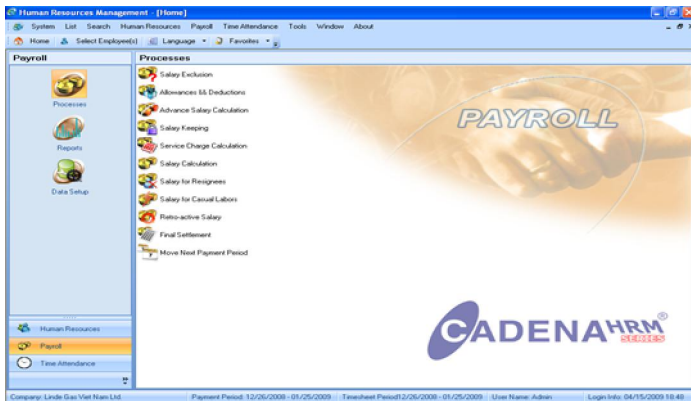 Human Resources Management - [Home]
System List Search Human Resources Payroll Time Attendance Tools Window About
Home Select Employee(s) Language Favorites
Payroll
Processes
Processes
Reports
Data Setup
Salary Exclusion
Allowances && Deductions
Advance Salary Calculation
Salary Keeping
Service Charge Calculation
Salary Calculation
Salary for Resignees
Salary for Casual Labors
Retro-active Salary
Final Settlement
Move Next Payment Period
PAYROLL
CADENA HRM®
SERIES
Human Resources
Payroll
Time Attendance
Company: Linde Gas Viet Nam Ltd. Payment Period: 12/26/2008 - 01/25/2009 Timesheet Period12/26/2008 - 01/25/2009 User Name: Admin Login Info: 04/15/2009 18:48